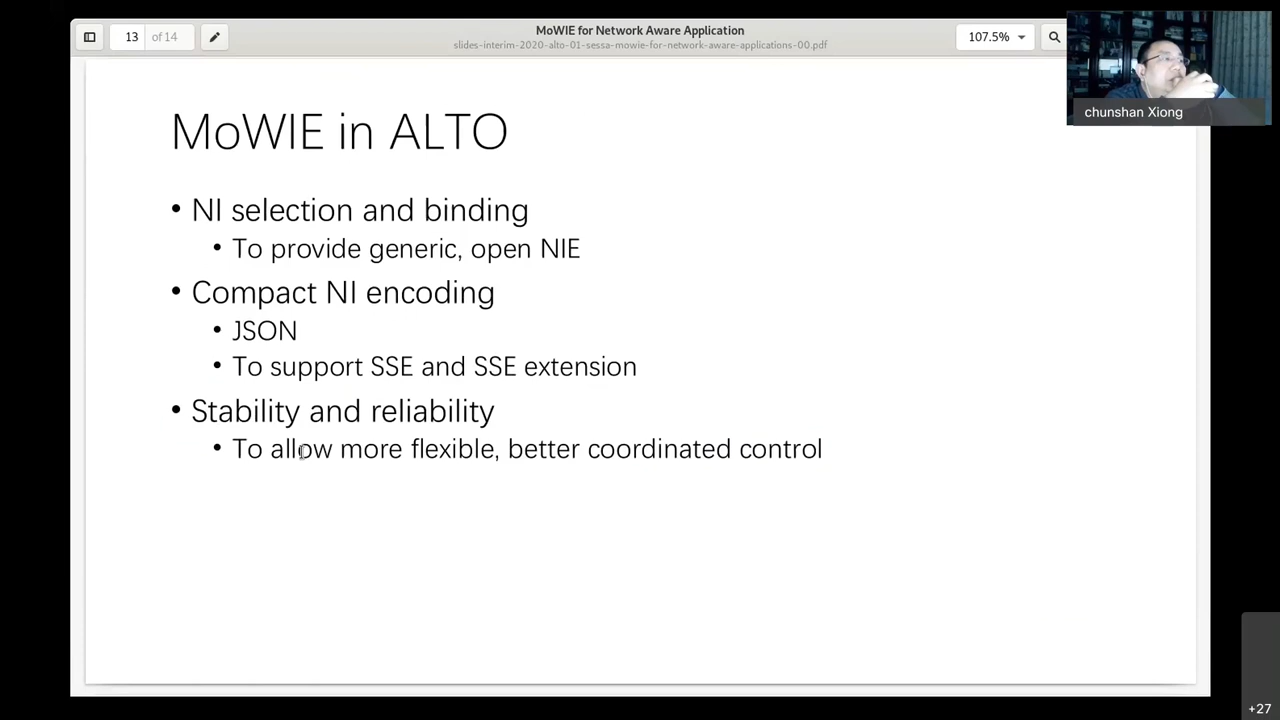 13 of 14
MoWIE for Network Aware Application
slides-interim-2020-alto-01-sessa-mowie-for-network-aware-applications-00.pdf
107.5%
chunshan Xiong
MoWIE in ALTO
• NI selection and binding
• To provide generic, open NIE
• Compact NI encoding
• JSON
• To support SSE and SSE extension
• Stability and reliability
• To allow more flexible, better coordinated control
+27